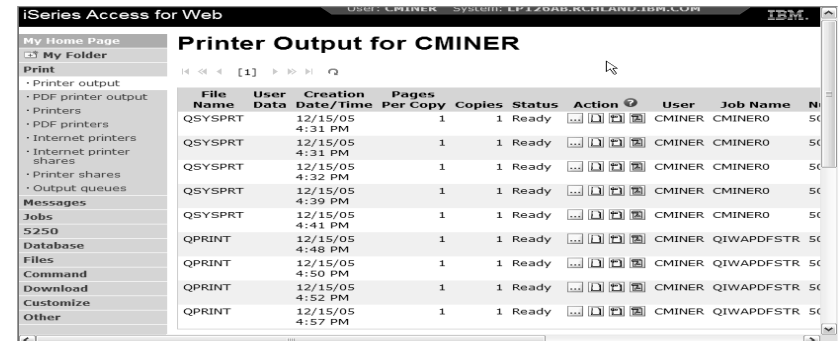 iSeries Access for Web
User: CMINER System: LP126AB.RCHLAND.IBM.COM
IBM.
My Home Page
My Folder
Print
· Printer output
· PDF printer output
· Printers
· PDF printers
· Internet printers
· Internet printer
shares
· Printer shares
· Output queues
Messages
Jobs
5250
Database
Files
Command
Download
Customize
Other
Printer Output for CMINER
[1]
File Name User Data Creation Date/Time Pages Per Copy Copies Status Action ? User Job Name
QSYSPRT 12/15/05 1 1 Ready ... CMINER CMINER0
4:31 PM
QSYSPRT 12/15/05 1 1 Ready ... CMINER CMINER0
4:31 PM
QSYSPRT 12/15/05 1 1 Ready ... CMINER CMINER0
4:32 PM
QSYSPRT 12/15/05 1 1 Ready ... CMINER CMINER0
4:39 PM
QSYSPRT 12/15/05 1 1 Ready ... CMINER CMINER0
4:41 PM
QPRINT 12/15/05 1 1 Ready ... CMINER QIWAPDFSTR
4:48 PM
QPRINT 12/15/05 1 1 Ready ... CMINER QIWAPDFSTR
4:50 PM
QPRINT 12/15/05 1 1 Ready ... CMINER QIWAPDFSTR
4:52 PM
QPRINT 12/15/05 1 1 Ready ... CMINER QIWAPDFSTR
4:57 PM